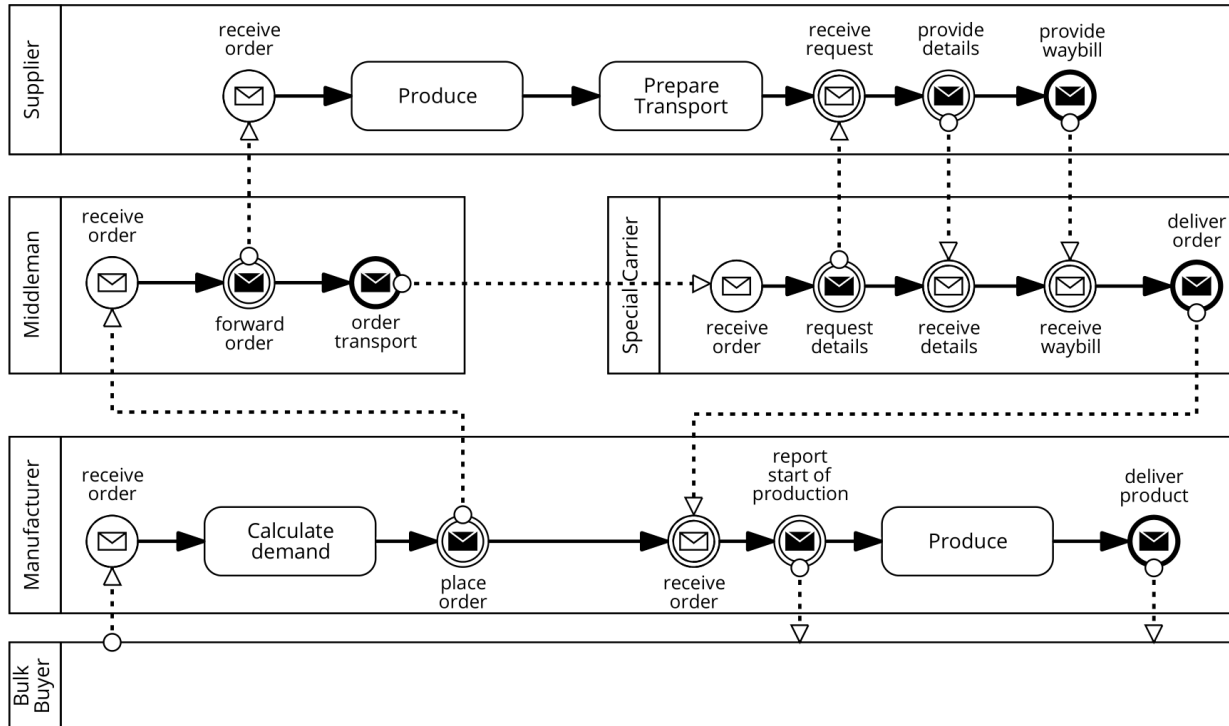 Supplier
receive
order
Produce
Prepare
Transport
receive
request
provide
details
provide
waybill
Middleman
receive
order
forward
order
order
transport
Special Carrier
receive
order
request
details
receive
details
receive
waybill
deliver
order
Manufacturer
receive
order
Calculate
demand
place
order
receive
order
report
start of
production
Produce
deliver
product
Bulk
Buyer